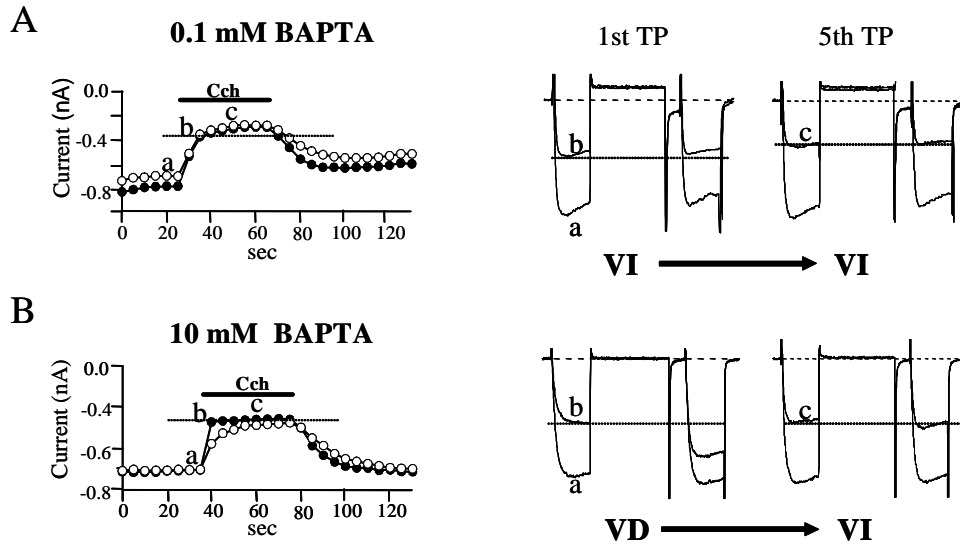 A
0.1 mM BAPTA
1st TP
5th TP
Cch
0.0
-0.4
-0.8
Current (nA)
a
b
c
0 20 40 60 80 100 120
sec
b
a
c
VI
VI
B
10 mM BAPTA
Cch
0.0
-0.4
-0.6
-0.8
Current (nA)
a
b
c
0 20 40 60 80 100 120
sec
b
a
c
VD
VI